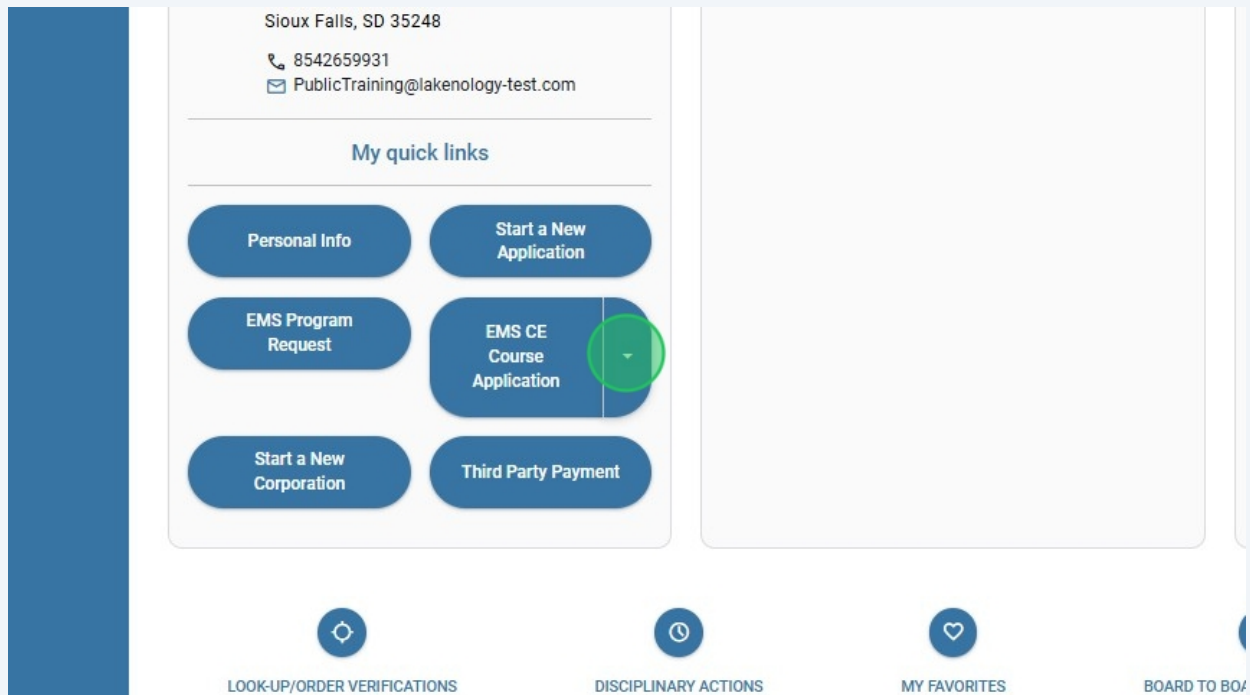 Sioux Falls, SD 35248
8542659931
PublicTraining@lakenology-test.com
My quick links
Personal Info
Start a New
Application
EMS Program
Request
EMS CE
Course
Application
Start a New
Corporation
Third Party Payment
LOOK-UP/ORDER VERIFICATIONS
DISCIPLINARY ACTIONS
MY FAVORITES
BOARD TO